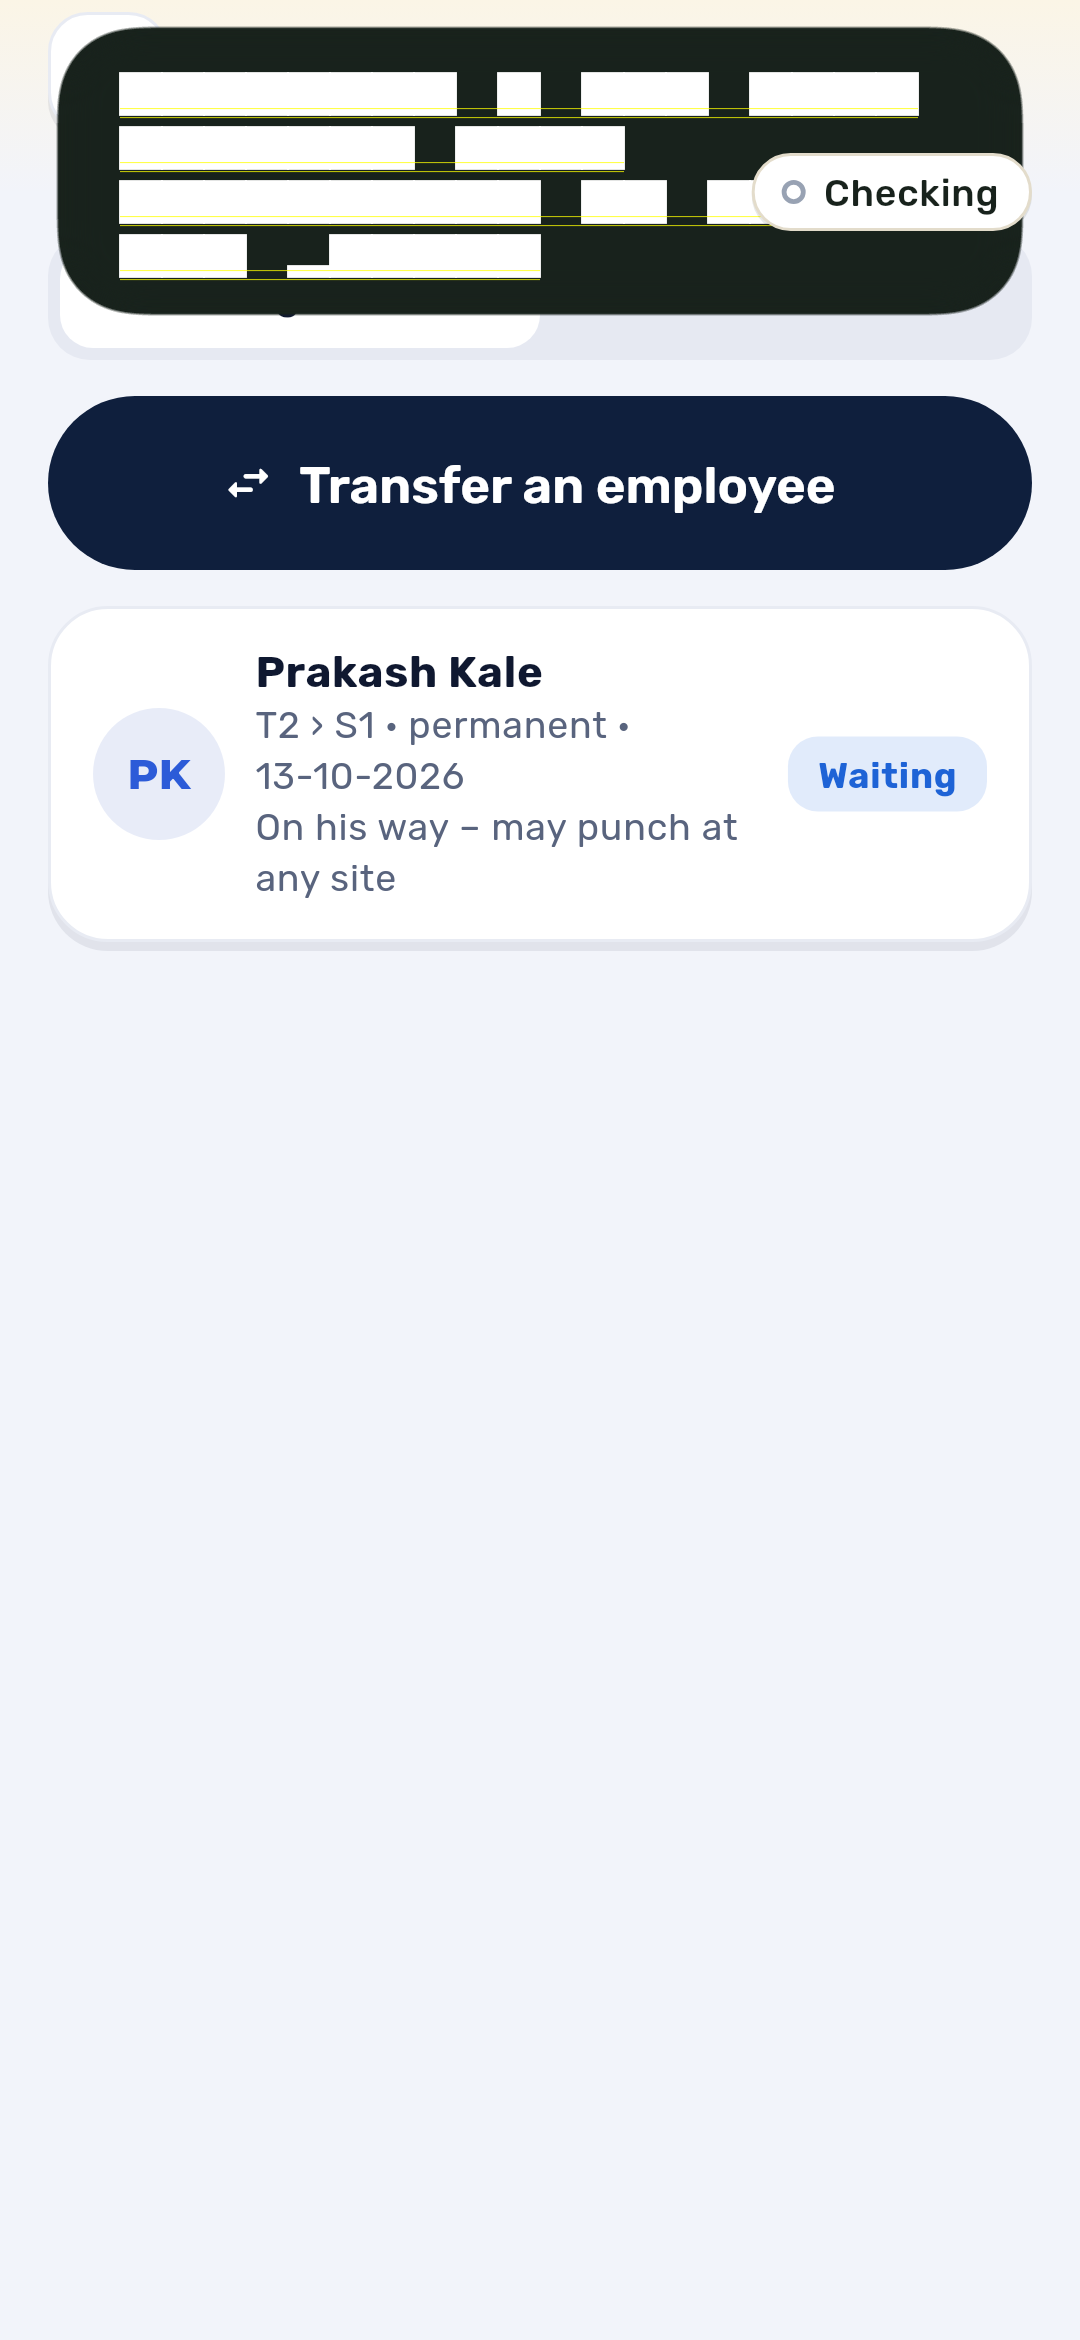 Checking
Transfer an employee
Prakash Kale
T2 › S1 • permanent •
13-10-2026
PK
Waiting
On his way – may punch at
any site